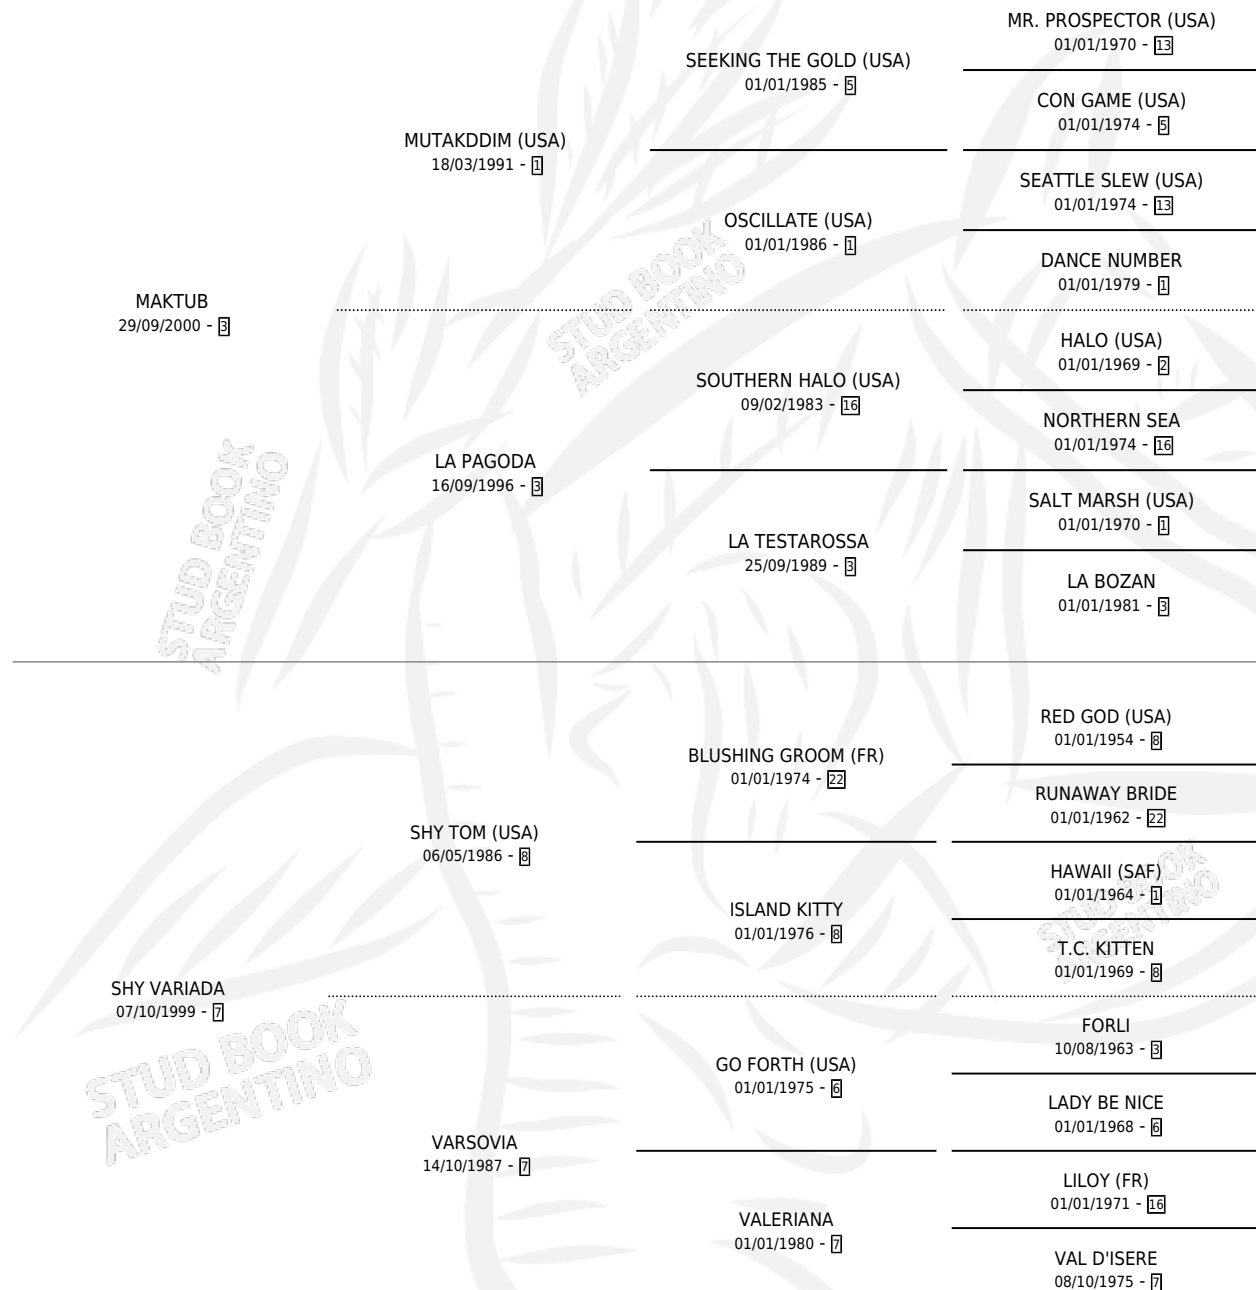 MR. PROSPECTOR (USA)
01/01/1970 - 13
SEEKING THE GOLD (USA)
01/01/1985 - 5
CON GAME (USA)
01/01/1974 - 5
MUTAKDDIM (USA)
18/03/1991 - 1
SEATTLE SLEW (USA)
01/01/1974 - 13
OSCILLATE (USA)
01/01/1986 - 1
DANCE NUMBER
01/01/1979 - 1
STUD BOOK
ARGENTINO
MAKTUB
29/09/2000 - 3
HALO (USA)
01/01/1969 - 2
SOUTHERN HALO (USA)
09/02/1983 - 16
NORTHERN SEA
01/01/1974 - 16
LA PAGODA
16/09/1996 - 3
SALT MARSH (USA)
01/01/1970 - 1
LA TESTAROSSA
25/09/1989 - 3
LA BOZAN
01/01/1981 - 3
STUD BOOK
ARGENTINO
RED GOD (USA)
01/01/1954 - 8
BLUSHING GROOM (FR)
01/01/1974 - 22
RUNAWAY BRIDE
01/01/1962 - 22
SHY TOM (USA)
06/05/1986 - 8
HAWAII (SAF)
01/01/1964 - 1
ISLAND KITTY
01/01/1976 - 8
T.C. KITTEN
01/01/1969 - 8
STUD BOOK
ARGENTINO
SHY VARIADA
07/10/1999 - 7
FORLI
10/08/1963 - 3
GO FORTH (USA)
01/01/1975 - 6
LADY BE NICE
01/01/1968 - 6
STUD BOOK
ARGENTINO
VARSOVIA
14/10/1987 - 7
LILOY (FR)
01/01/1971 - 16
VALERIANA
01/01/1980 - 7
VAL D'ISERE
08/10/1975 - 7